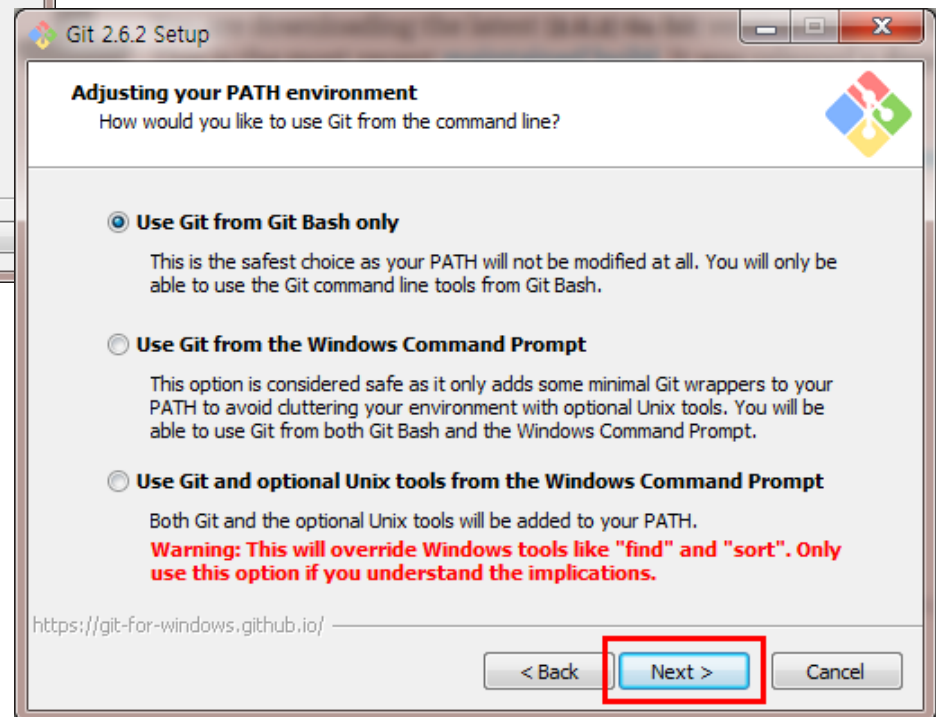 Git 2.6.2 Setup
Adjusting your PATH environment
How would you like to use Git from the command line?
Use Git from Git Bash only
This is the safest choice as your PATH will not be modified at all. You will only be
able to use the Git command line tools from Git Bash.
Use Git from the Windows Command Prompt
This option is considered safe as it only adds some minimal Git wrappers to your
PATH to avoid cluttering your environment with optional Unix tools. You will be
able to use Git from both Git Bash and the Windows Command Prompt.
Use Git and optional Unix tools from the Windows Command Prompt
Both Git and the optional Unix tools will be added to your PATH.
Warning: This will override Windows tools like "find" and "sort". Only
use this option if you understand the implications.
https://git-for-windows.github.io/
< Back Next > Cancel